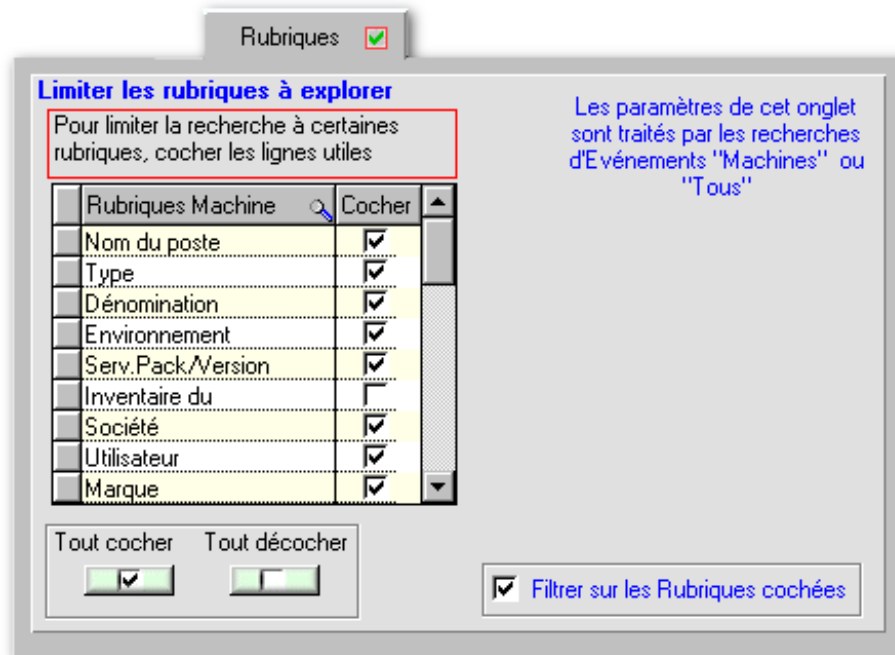 Rubriques
Limiter les rubriques à explorer
Pour limiter la recherche à certaines
rubriques, cocher les lignes utiles
Les paramètres de cet onglet
sont traités par les recherches
d'Evénements "Machines" ou
"Tous"
Rubriques Machine Cocher
Nom du poste
Type
Dénomination
Environnement
Serv.Pack/Version
Inventaire du
Société
Utilisateur
Marque
Tout cocher Tout décocher
Filtrer sur les Rubriques cochées